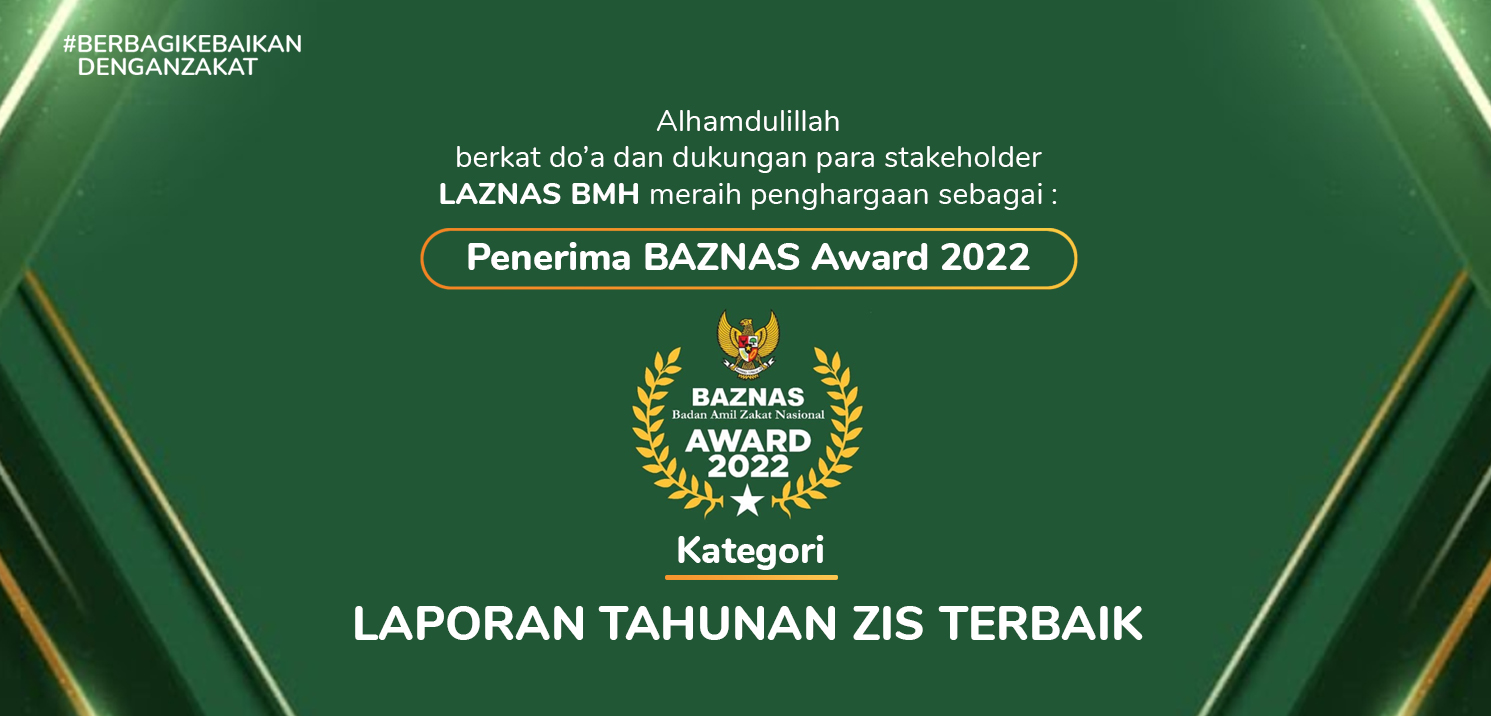 #BERBAGIKEBAIKAN
DENGANZAKAT
Alhamdulillah
berkat do'a dan dukungan para stakeholder
LAZNAS BMH meraih penghargaan sebagai :
Penerima BAZNAS Award 2022
BAZNAS
Badan Amil Zakat Nasional
AWARD
2022
Kategori
LAPORAN TAHUNAN ZIS TERBAIK